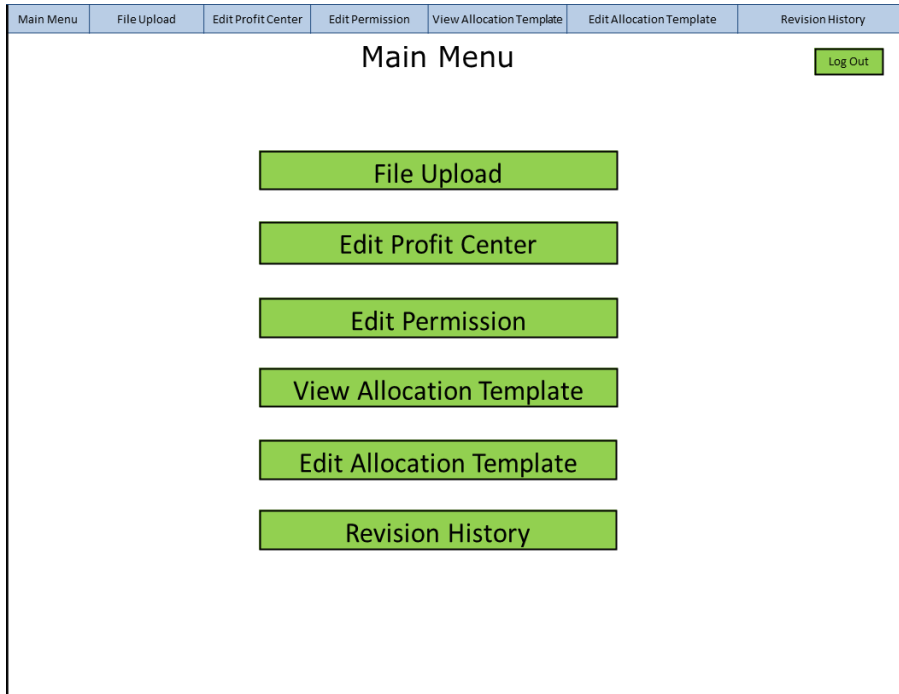 Main Menu File Upload Edit Profit Center Edit Permission View Allocation Template Edit Allocation Template Revision History
Main Menu
Log Out
File Upload
Edit Profit Center
Edit Permission
View Allocation Template
Edit Allocation Template
Revision History